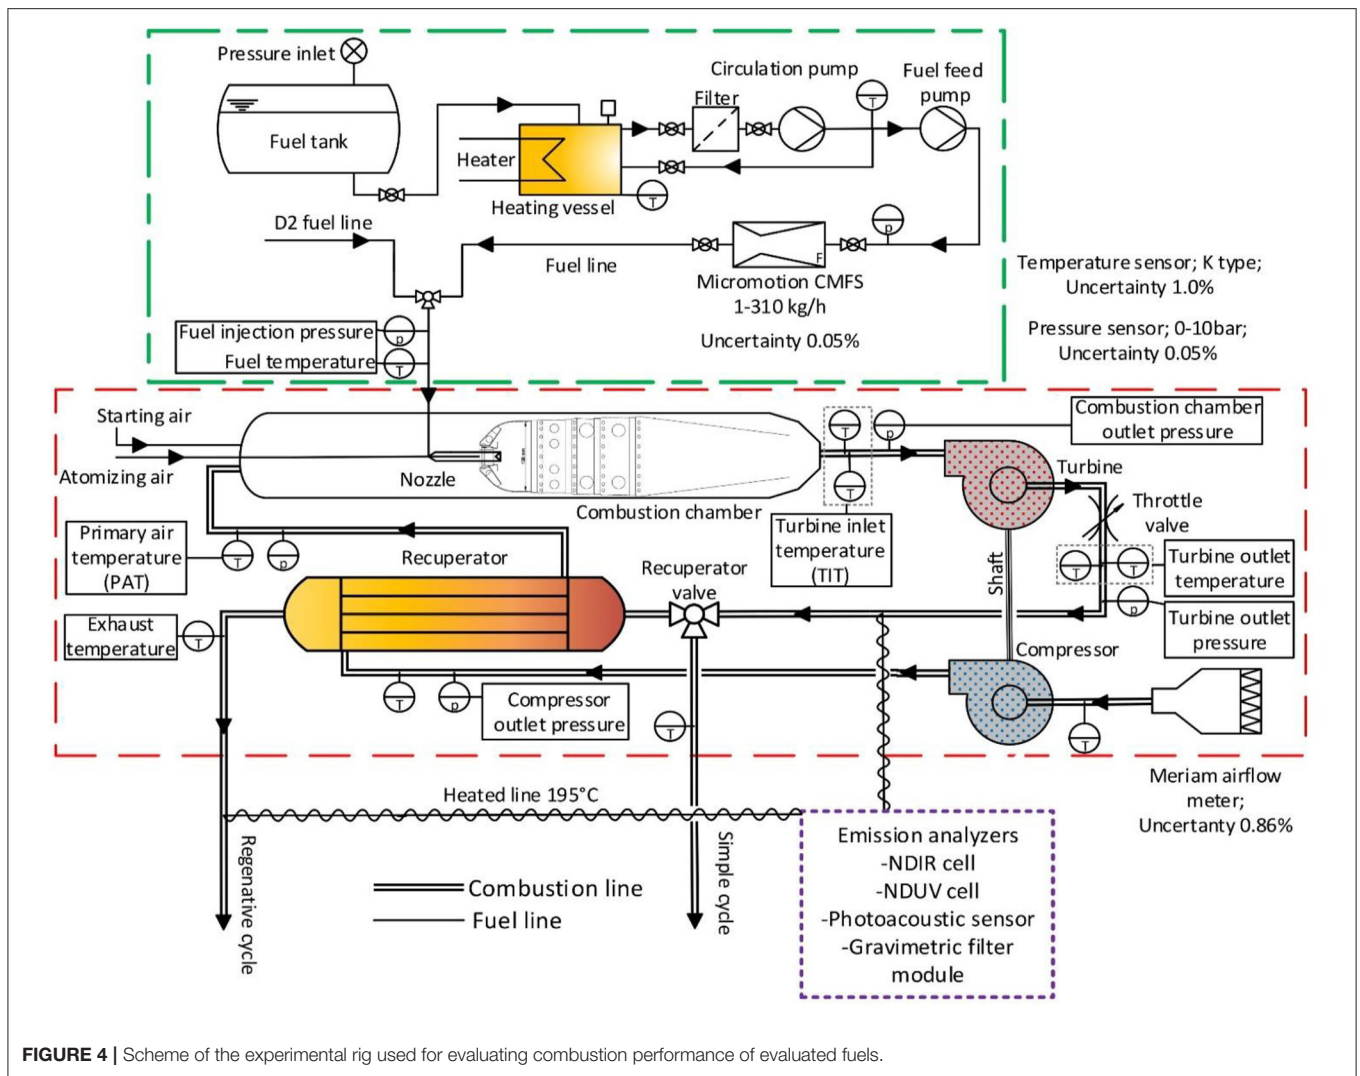 Pressure inlet
Fuel tank
Circulation pump
Fuel feed
pump
Filter
T
Heater
Heating vessel
T
D2 fuel line
Fuel line
p
F
Micromotion CMFS
1-310 kg/h
Uncertainty 0.05%
Temperature sensor; K type;
Uncertainty 1.0%
Pressure sensor; 0-10bar;
Uncertainty 0.05%
Fuel injection pressure
p
Fuel temperature
T
Starting air
Atomizing air
Nozzle
Combustion chamber
T
p
T
Combustion chamber
outlet pressure
Turbine
Throttle
valve
Turbine inlet
temperature
(TIT)
Primary air
temperature
(PAT)
T
p
Recuperator
Recuperator
valve
Shaft
T
T
Turbine outlet
temperature
p
Turbine outlet
pressure
Exhaust
temperature
T
Compressor
T
p
Compressor
outlet pressure
T
T
Meriam airflow
meter;
Uncertanty 0.86%
Heated line 195°C
Regenative cycle
Simple cycle
Combustion line
Fuel line
Emission analyzers
-NDIR cell
-NDUV cell
-Photoacoustic sensor
-Gravimetric filter
module
FIGURE 4 | Scheme of the experimental rig used for evaluating combustion performance of evaluated fuels.